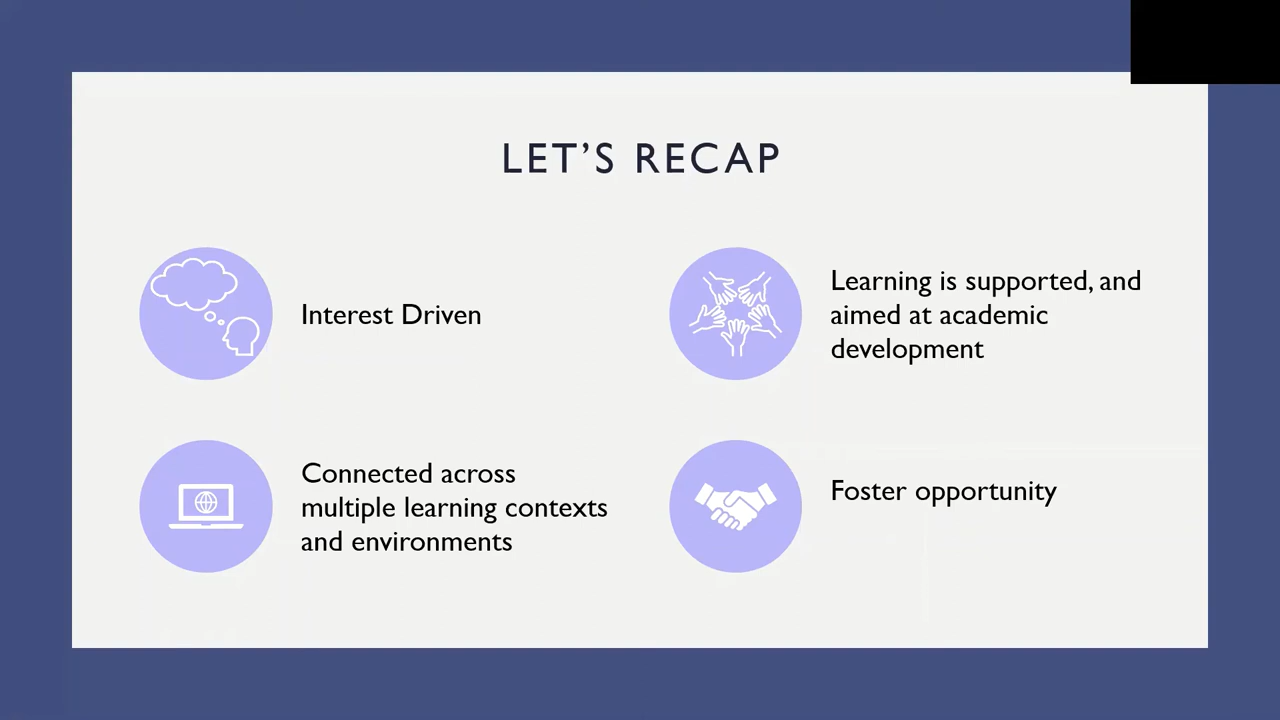 LET’S RECAP
Interest Driven
Learning is supported, and
aimed at academic
development
Connected across
multiple learning contexts
and environments
Foster opportunity